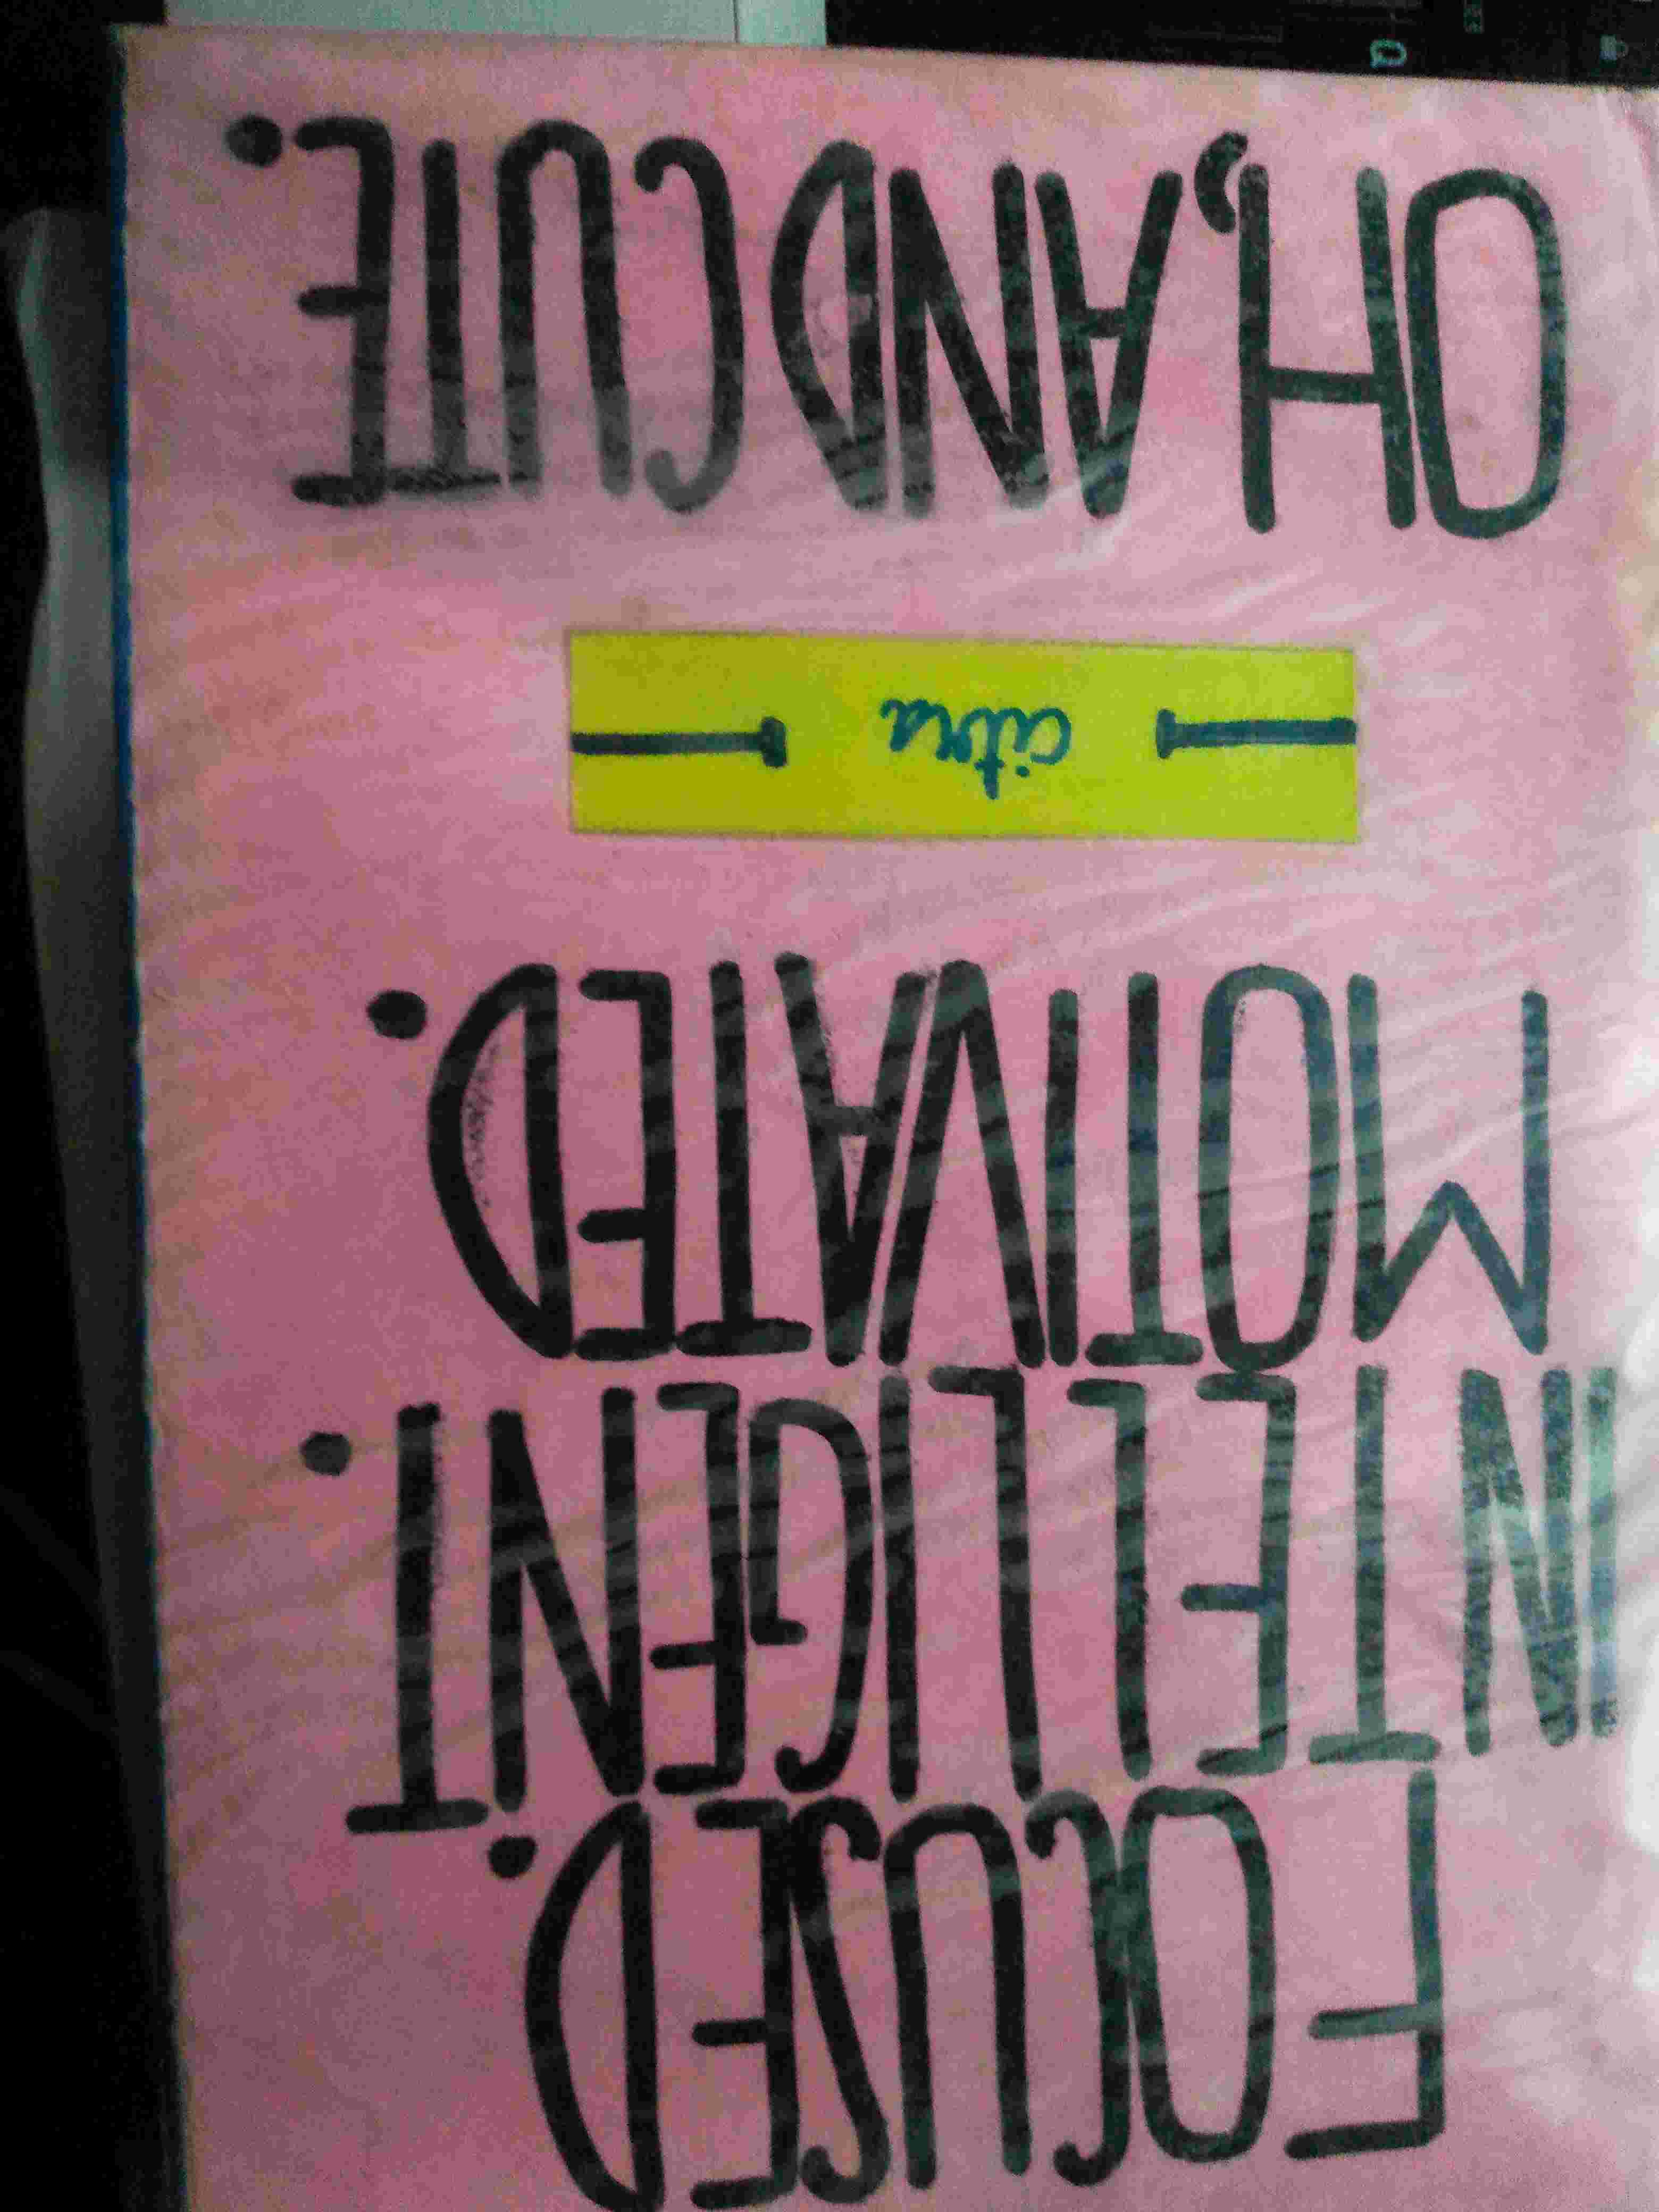 FOCUSED.
INTELLIGENT.
MOTIVATED.
citra
OH, AND CUTE.